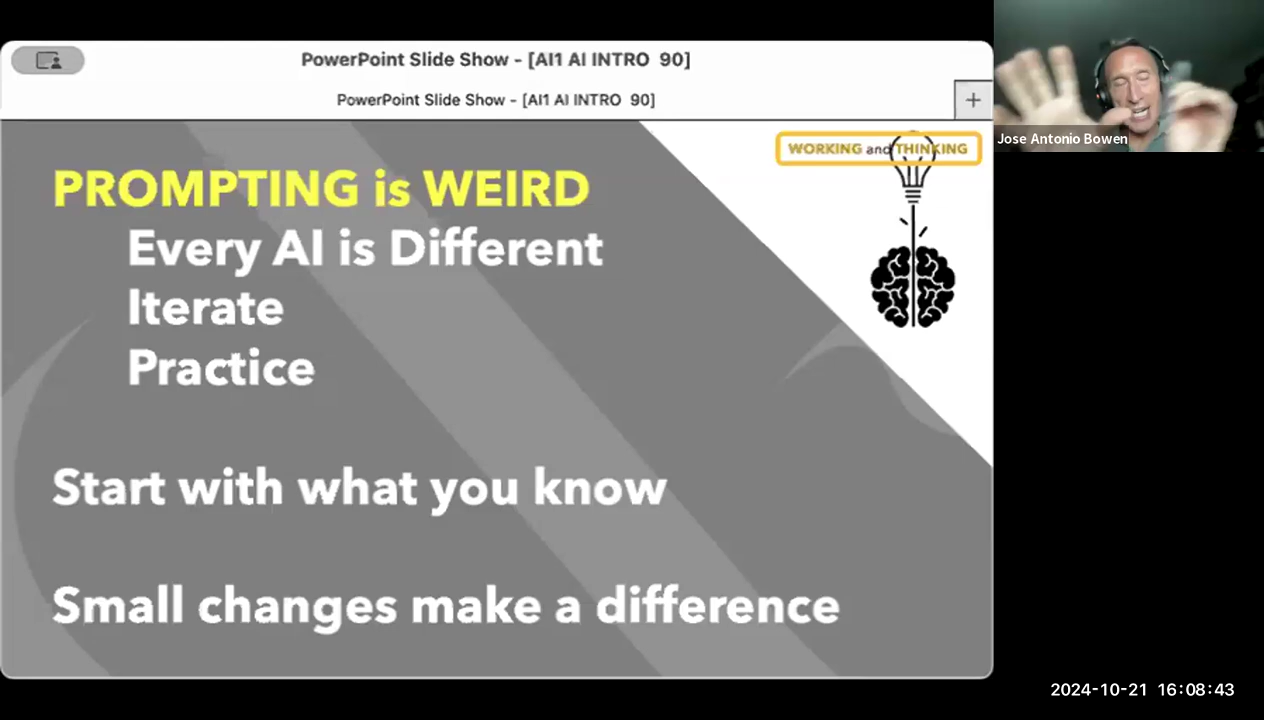 PowerPoint Slide Show - [AI1 AI INTRO 90]
PowerPoint Slide Show - [AI1 AI INTRO 90]
+
Jose Antonio Bowen
WORKING and THINKING
PROMPTING is WEIRD
Every AI is Different
Iterate
Practice
Start with what you know
Small changes make a difference
2024-10-21 16:08:43